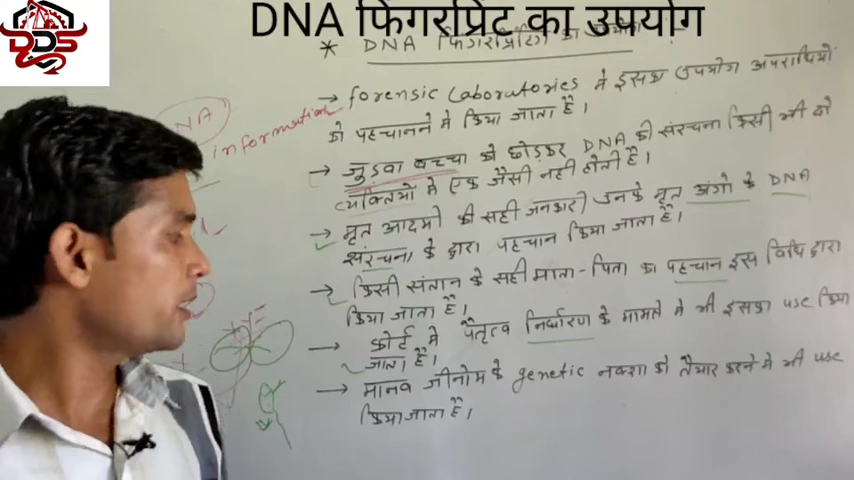 DDS
DNA फिंगरप्रिंट का उपयोग
* DNA फिंगरप्रिंटिंग का
→ forensic Laboratories मे इसका उपयोग अपराधियो
को पहचानने मे किया जाता है।
→ जुडवा बच्चा को छोड़कर DNA की संरचना किसी भी दो
व्यक्तियो मे एक जैसी नही होती है।
→ मृत आदमी की सही जानकारी उनके मृत अंगो के DNA
संरचना के द्वारा पहचान किया जाता है।
→ किसी संतान के सही माता-पिता का पहचान इस विधि द्वारा
किया जाता है।
→ कोर्ट मे पैतृत्व निर्धारण के मामले मे भी इसका use किया
जाता है।
→ मानव जीनोम के genetic नक्शा को तैयार करने मे भी use
किया जाता है।
DNA
information